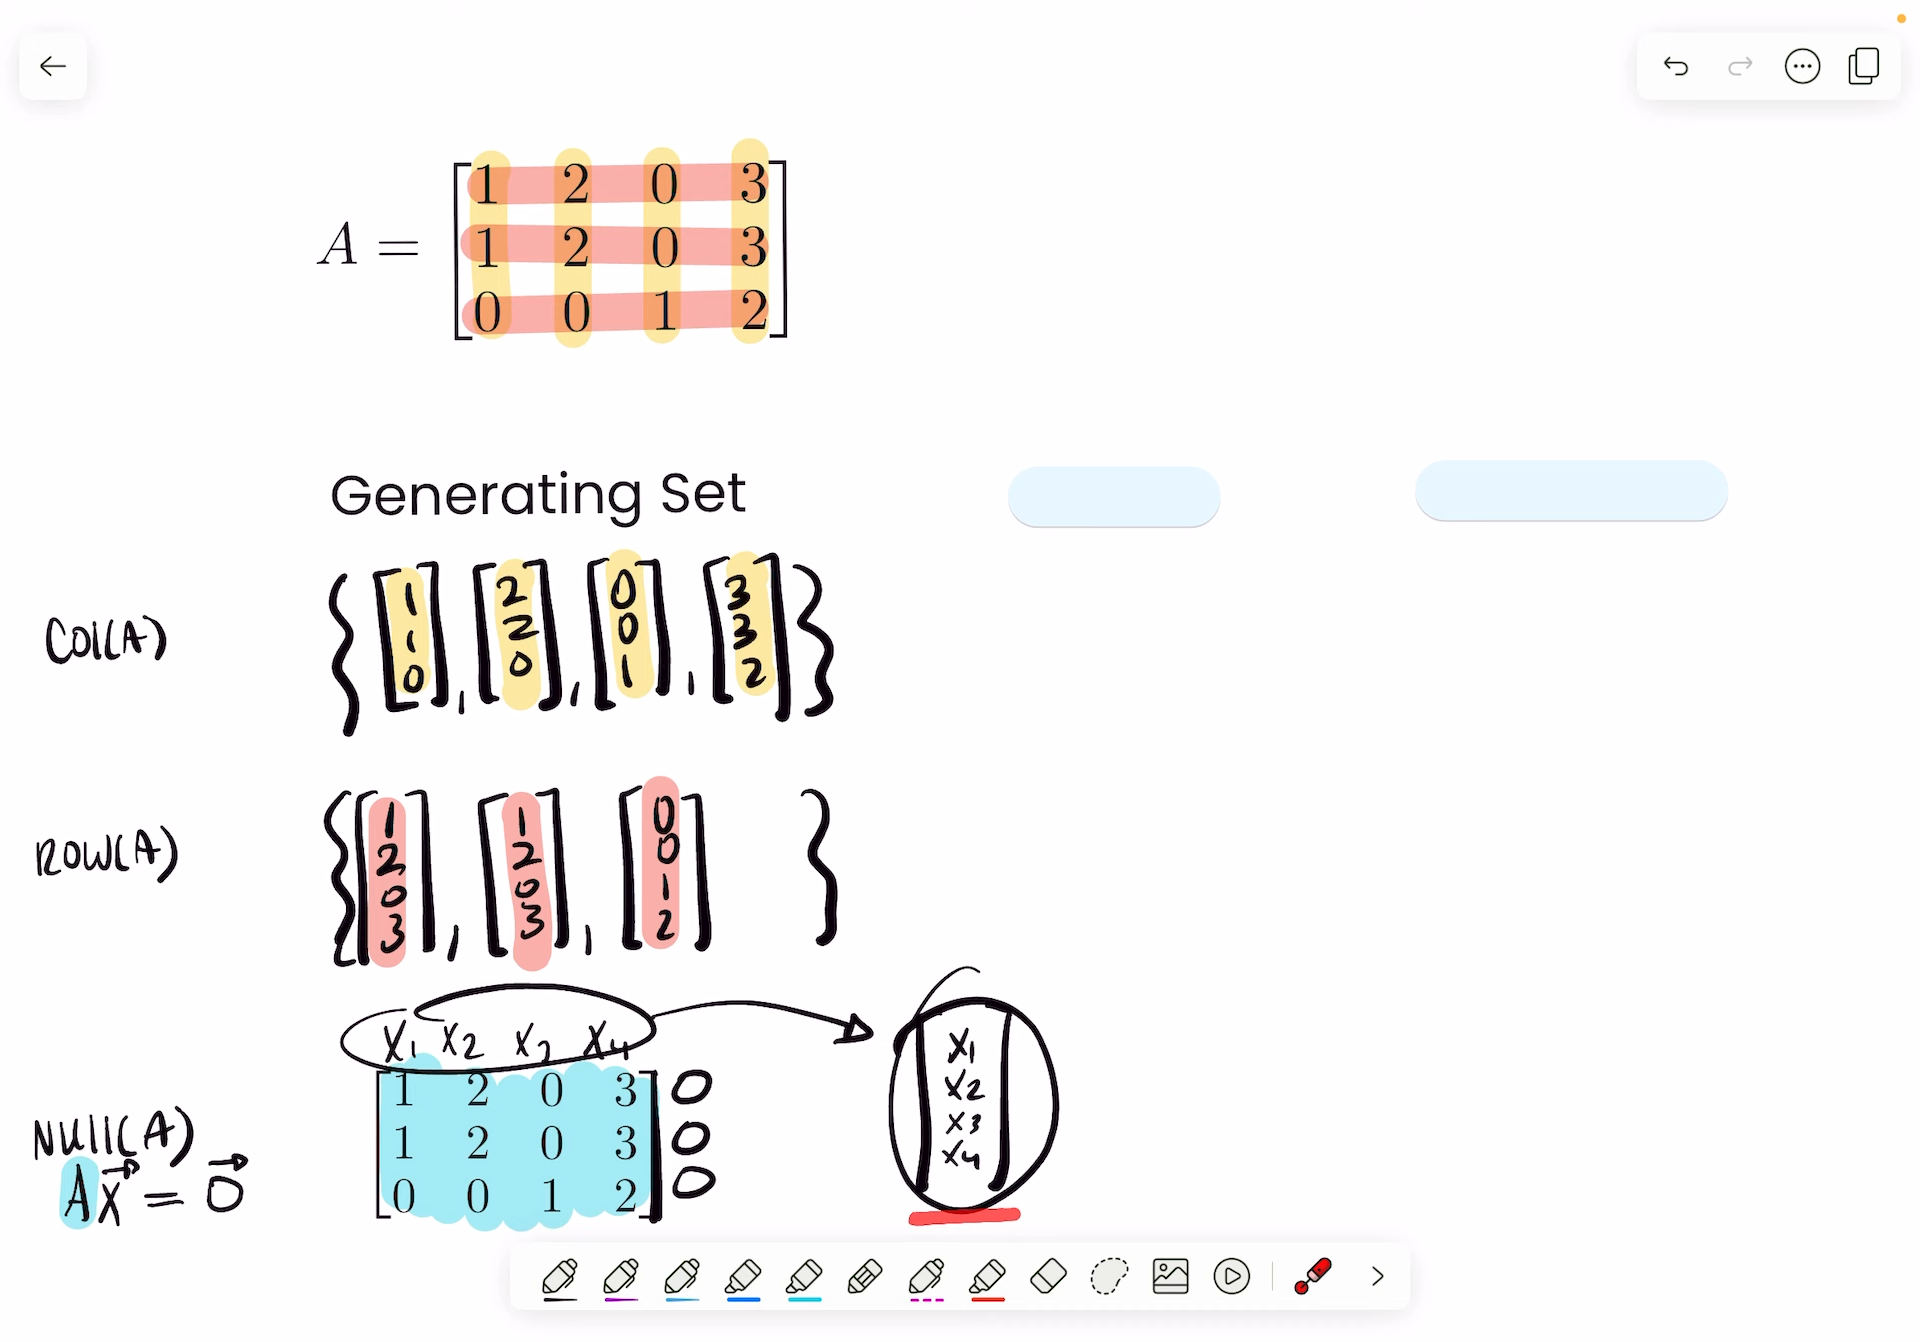 A = [1 2 0 3
1 2 0 3
0 0 1 2]
Generating Set
COl(A) { [1 1 0], [2 2 0], [0 0 1], [3 3 2] }
ROW(A) { [1 2 0 3], [1 2 0 3], [0 0 1 2] }
x₁ x₂ x₃ x₄
[1 2 0 3] 0
[1 2 0 3] 0
[0 0 1 2] 0
x₁
x₂
x₃
x₄
NUll(A)
Ax⃗ = 0⃗